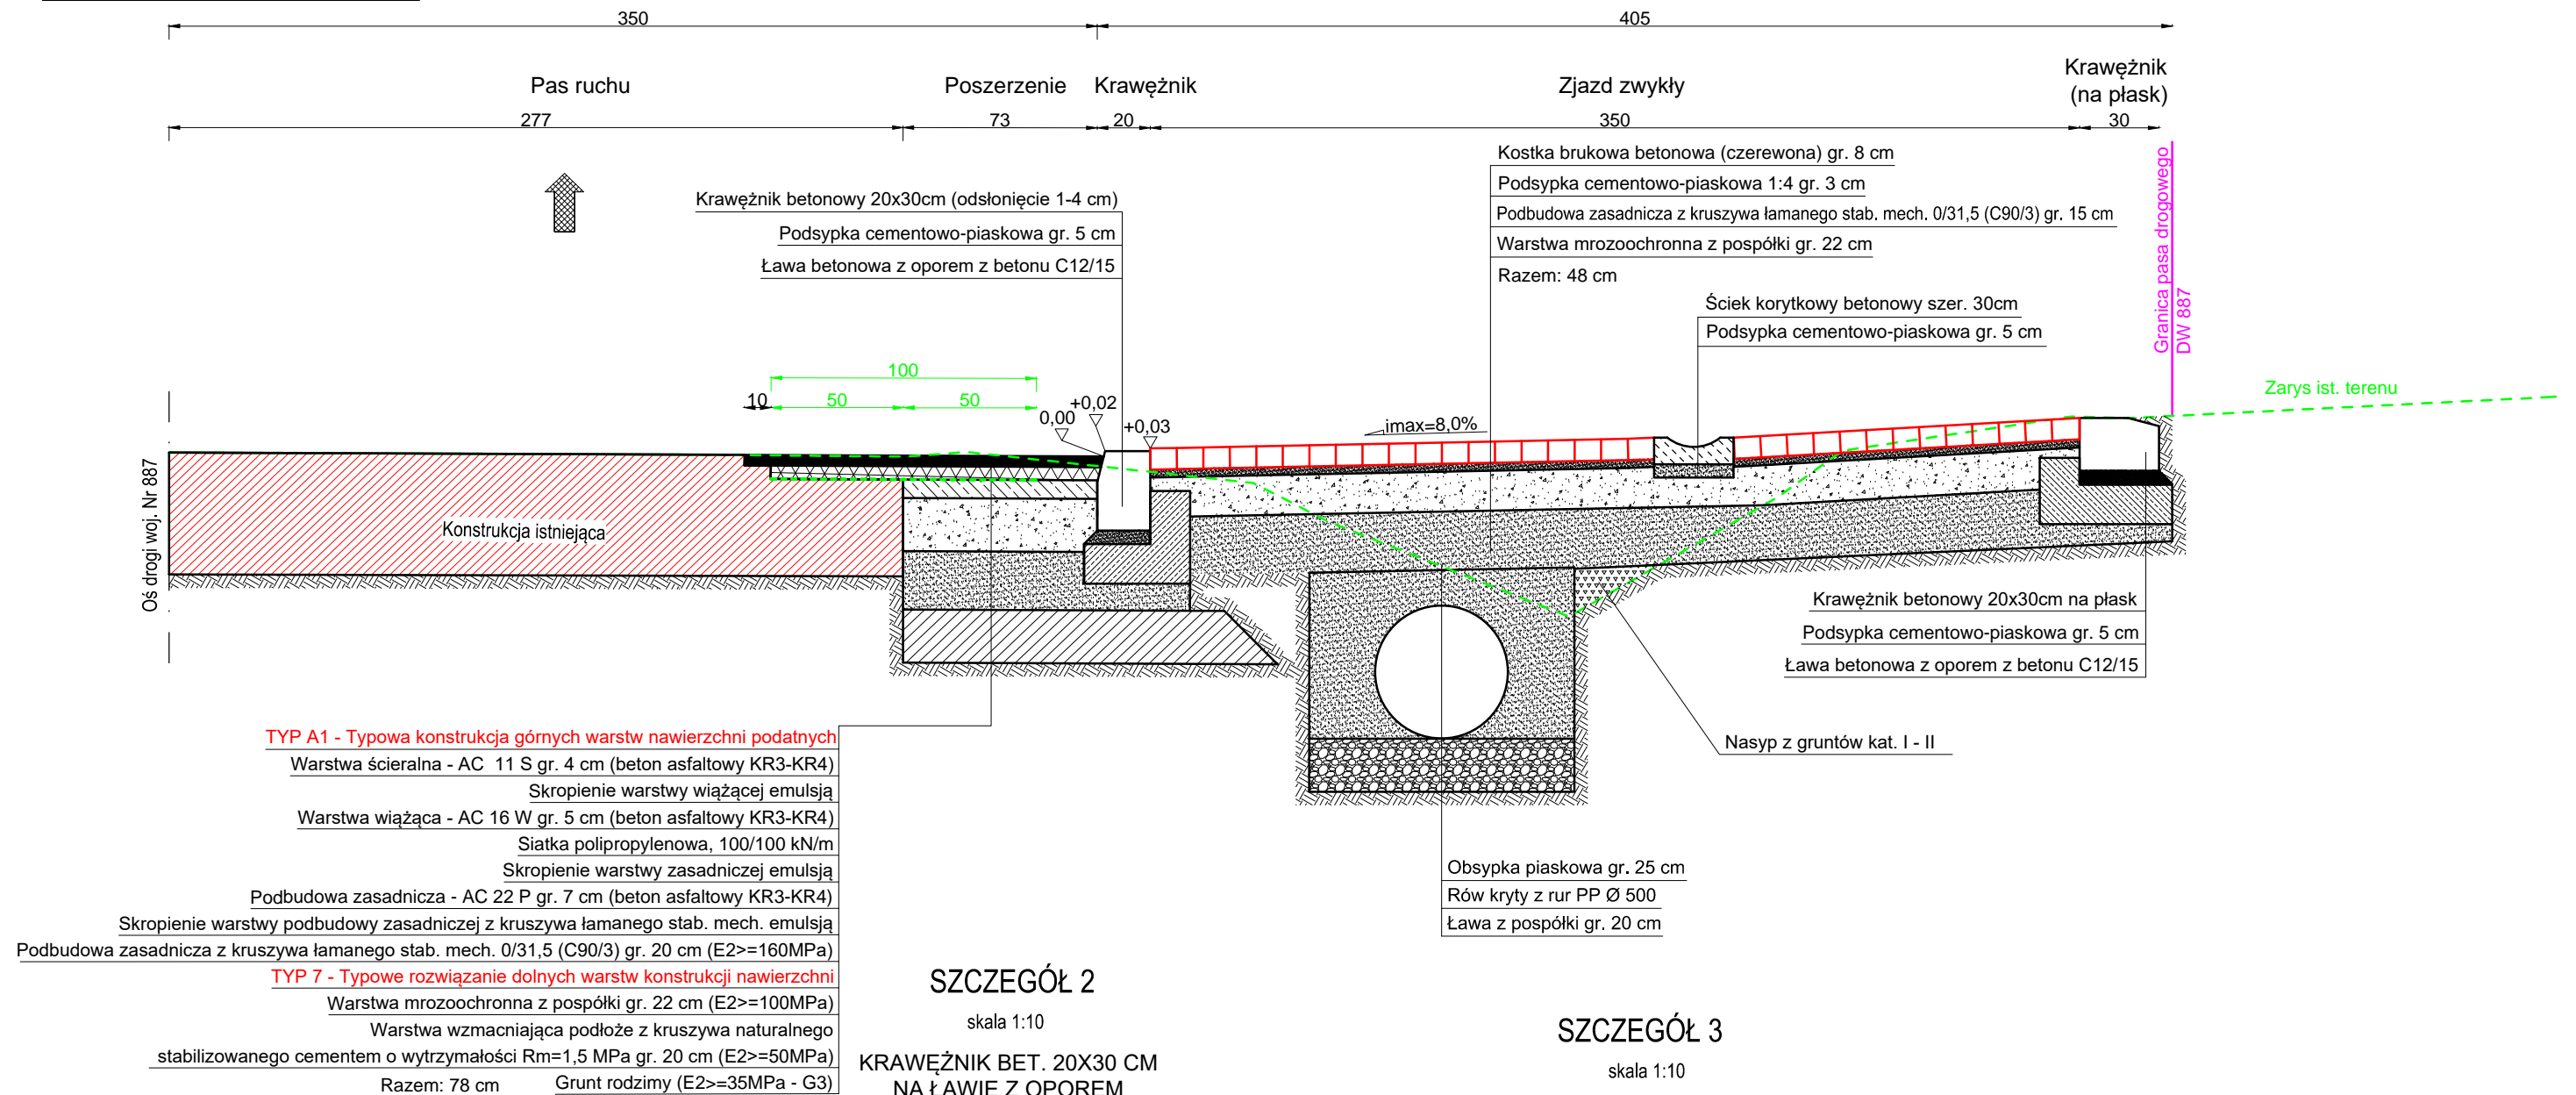 350
405
Pas ruchu
Poszerzenie
Krawężnik
Zjazd zwykły
Krawężnik
(na płask)
277
73
20
350
30
Kostka brukowa betonowa (czerewona) gr. 8 cm
Podsypka cementowo-piaskowa 1:4 gr. 3 cm
Podbudowa zasadnicza z kruszywa łamanego stab. mech. 0/31,5 (C90/3) gr. 15 cm
Warstwa mrozoochronna z pospółki gr. 22 cm
Razem: 48 cm
Krawężnik betonowy 20x30cm (odsłonięcie 1-4 cm)
Podsypka cementowo-piaskowa gr. 5 cm
Ława betonowa z oporem z betonu C12/15
Ściek korytkowy betonowy szer. 30cm
Podsypka cementowo-piaskowa gr. 5 cm
Granica pasa drogowego
DW 887
100
10
50
50
0,00
+0,02
+0,03
imax=8,0%
Zarys ist. terenu
Oś drogi woj. Nr 887
Konstrukcja istniejąca
Krawężnik betonowy 20x30cm na płask
Podsypka cementowo-piaskowa gr. 5 cm
Ława betonowa z oporem z betonu C12/15
Nasyp z gruntów kat. I - II
TYP A1 - Typowa konstrukcja górnych warstw nawierzchni podatnych
Warstwa ścieralna - AC 11 S gr. 4 cm (beton asfaltowy KR3-KR4)
Skropienie warstwy wiążącej emulsją
Warstwa wiążąca - AC 16 W gr. 5 cm (beton asfaltowy KR3-KR4)
Siatka polipropylenowa, 100/100 kN/m
Skropienie warstwy zasadniczej emulsją
Podbudowa zasadnicza - AC 22 P gr. 7 cm (beton asfaltowy KR3-KR4)
Skropienie warstwy podbudowy zasadniczej z kruszywa łamanego stab. mech. emulsją
Podbudowa zasadnicza z kruszywa łamanego stab. mech. 0/31,5 (C90/3) gr. 20 cm (E2>=160MPa)
TYP 7 - Typowe rozwiązanie dolnych warstw konstrukcji nawierzchni
Warstwa mrozoochronna z pospółki gr. 22 cm (E2>=100MPa)
Warstwa wzmacniająca podłoże z kruszywa naturalnego
stabilizowanego cementem o wytrzymałości Rm=1,5 MPa gr. 20 cm (E2>=50MPa)
Razem: 78 cm
Grunt rodzimy (E2>=35MPa - G3)
Obsypka piaskowa gr. 25 cm
Rów kryty z rur PP Ø 500
Ława z pospółki gr. 20 cm
SZCZEGÓŁ 2
skala 1:10
KRAWĘŻNIK BET. 20X30 CM
NA ŁAWIE Z OPOREM
SZCZEGÓŁ 3
skala 1:10